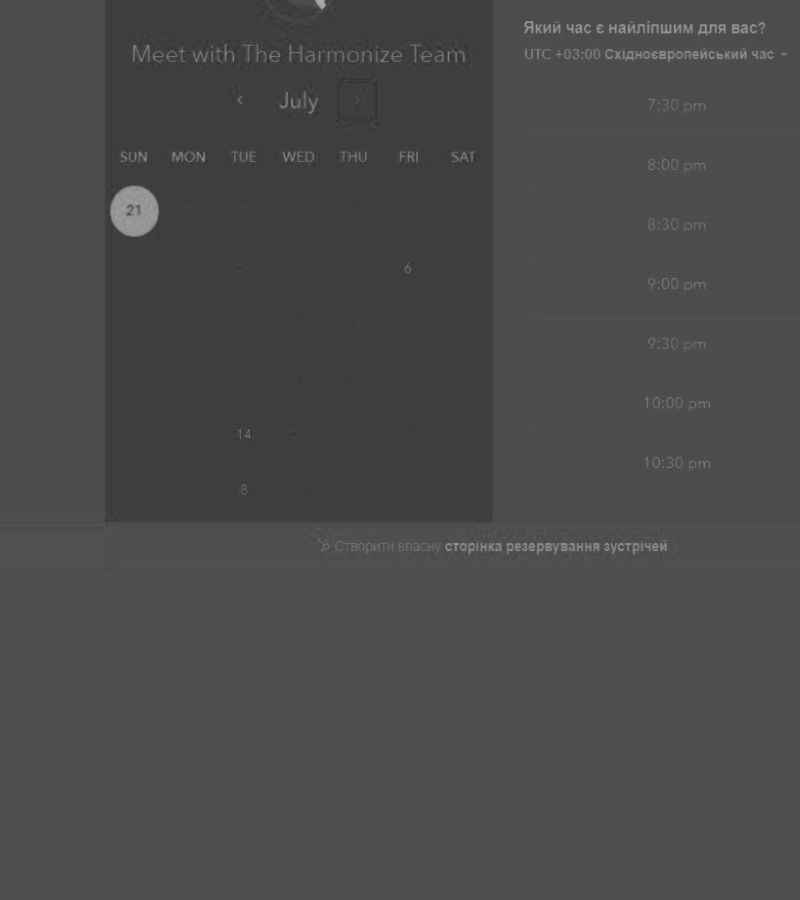 Meet with The Harmonize Team
July
SUN MON TUE WED THU FRI SAT
21
6
14
8
Який час є найліпшим для вас?
UTC +03:00 Східноєвропейський час
7:30 pm
8:00 pm
8:30 pm
9:00 pm
9:30 pm
10:00 pm
10:30 pm
Створити власну сторінка резервування зустрічей